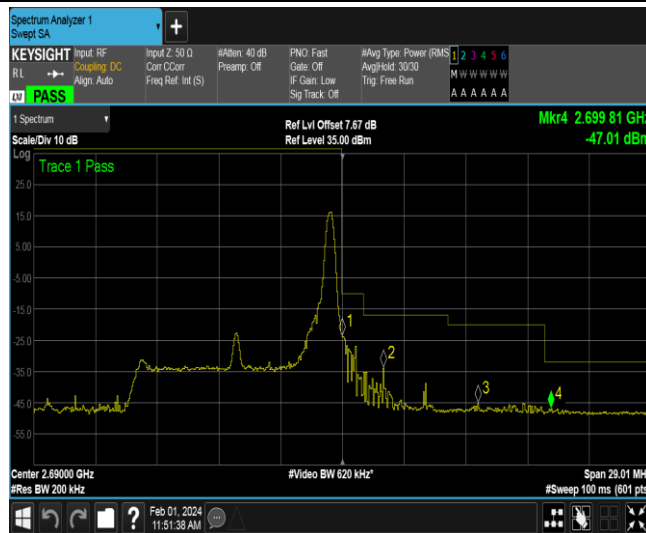 Spectrum Analyzer 1
Swept SA
+
KEYSIGHT
RL
PASS
Input: RF
Coupling: DC
Align: Auto
Input Z: 50 Ω
Corr CCorr
Freq Ref: Int (S)
#Atten: 40 dB
Preamp: Off
PNO: Fast
Gate: Off
IF Gain: Low
Sig Track: Off
#Avg Type: Power (RMS
Avg|Hold: 30/30
Trig: Free Run
1 2 3 4 5 6
M W W W W W
A A A A A A
1 Spectrum
Scale/Div 10 dB
Ref Lvl Offset 7.67 dB
Ref Level 35.00 dBm
Mkr4 2.699 81 GHz
-47.01 dBm
Log
Trace 1 Pass
25.0
15.0
5.00
-5.00
-15.0
-25.0
-35.0
-45.0
-55.0
1
2
3
4
Center 2.69000 GHz
#Res BW 200 kHz
#Video BW 620 kHz*
Span 29.01 MH
#Sweep 100 ms (601 pts
?
Feb 01, 2024
11:51:38 AM